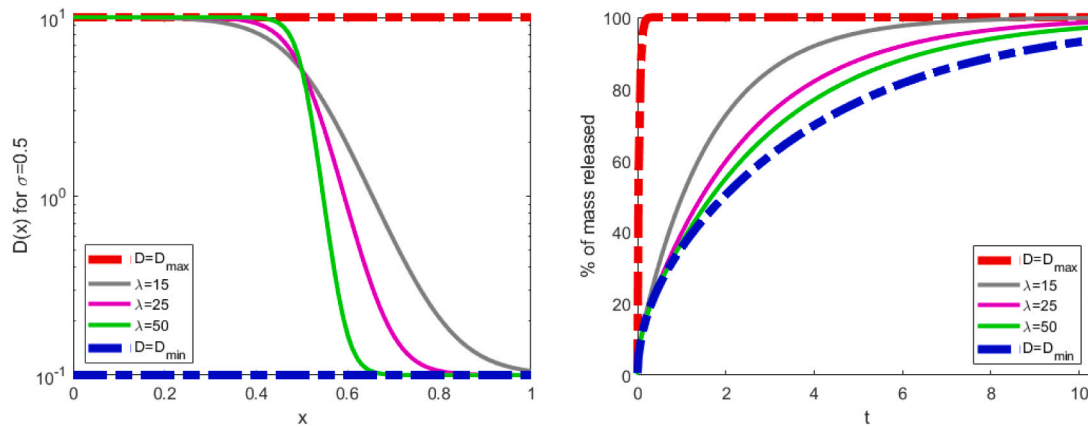 10^1
10^0
10^-1
D(x) for σ=0.5
D=D_max
λ=15
λ=25
λ=50
D=D_min
0 0.2 0.4 0.6 0.8 1
x
100
80
60
40
20
0
% of mass released
D=D_max
λ=15
λ=25
λ=50
D=D_min
0 2 4 6 8 10
t